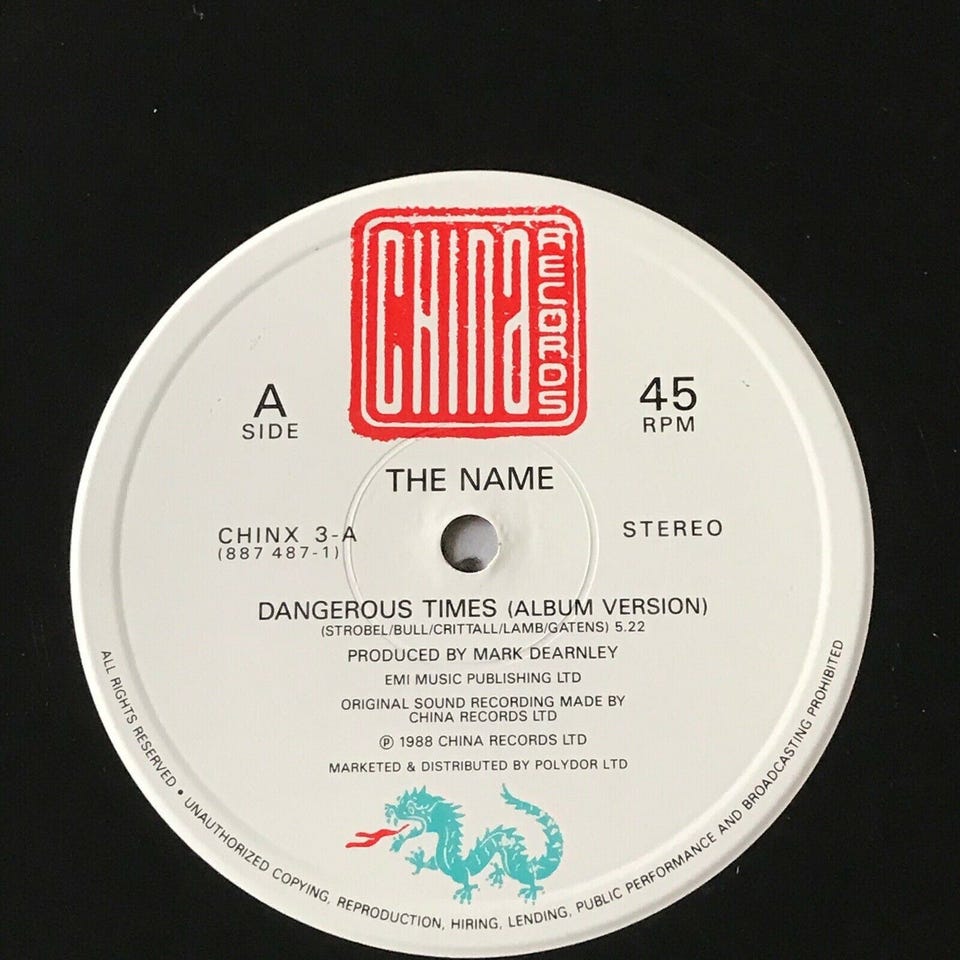 CHINA
RECORDS
A
SIDE
45
RPM
THE NAME
CHINX 3-A
(887 487-1)
STEREO
DANGEROUS TIMES (ALBUM VERSION)
(STROBEL/BULL/CRITTALL/LAMB/GATENS) 5.22
PRODUCED BY MARK DEARNLEY
EMI MUSIC PUBLISHING LTD
ORIGINAL SOUND RECORDING MADE BY
CHINA RECORDS LTD
℗ 1988 CHINA RECORDS LTD
MARKETED & DISTRIBUTED BY POLYDOR LTD
ALL RIGHTS RESERVED • UNAUTHORIZED COPYING, REPRODUCTION, HIRING, LENDING, PUBLIC PERFORMANCE AND BROADCASTING PROHIBITED